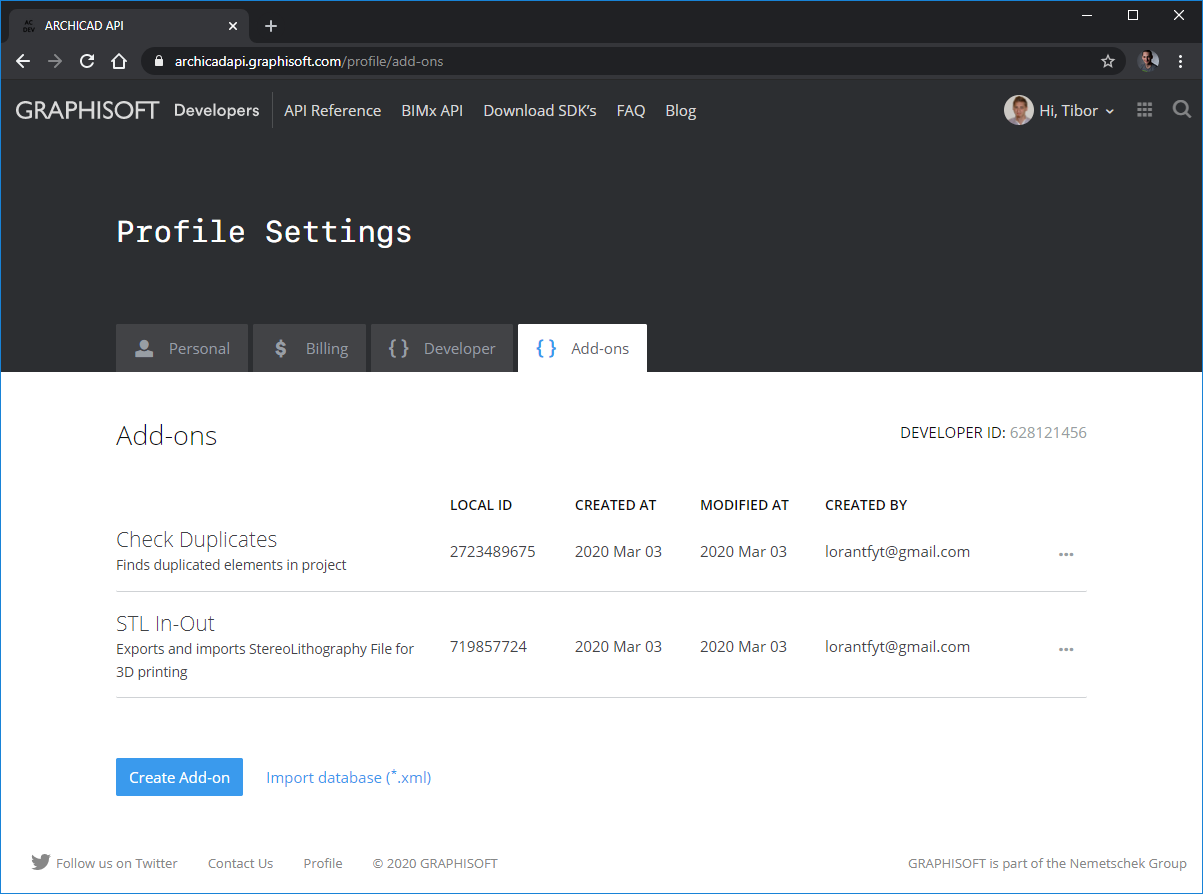 AC DEV ARCHICAD API
archicadapi.graphisoft.com/profile/add-ons
GRAPHISOFT Developers API Reference BIMx API Download SDK's FAQ Blog Hi, Tibor
Profile Settings
Personal $ Billing { } Developer { } Add-ons
Add-ons DEVELOPER ID: 628121456
LOCAL ID CREATED AT MODIFIED AT CREATED BY
Check Duplicates
Finds duplicated elements in project
2723489675 2020 Mar 03 2020 Mar 03 lorantfyt@gmail.com ...
STL In-Out
Exports and imports StereoLithography File for
3D printing
719857724 2020 Mar 03 2020 Mar 03 lorantfyt@gmail.com ...
Create Add-on Import database (*.xml)
Follow us on Twitter Contact Us Profile © 2020 GRAPHISOFT GRAPHISOFT is part of the Nemetschek Group